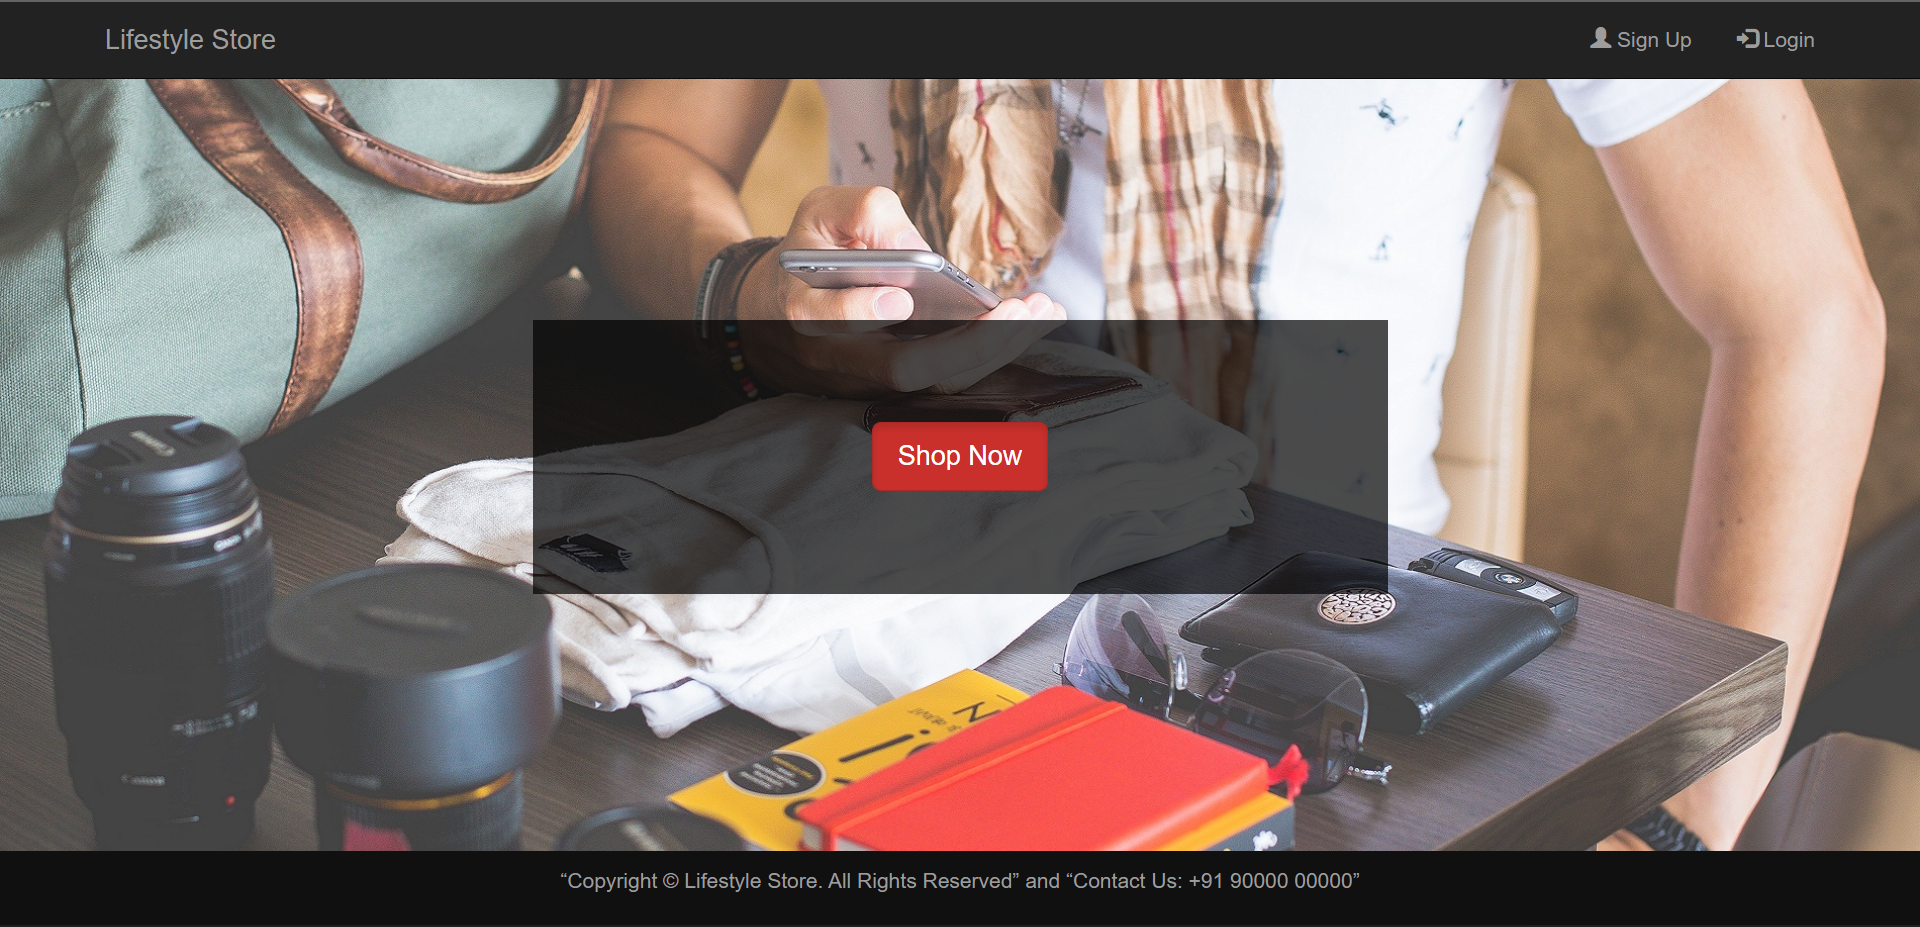 Lifestyle Store
Sign Up
Login
Shop Now
Canon
“Copyright © Lifestyle Store. All Rights Reserved” and “Contact Us: +91 90000 00000”